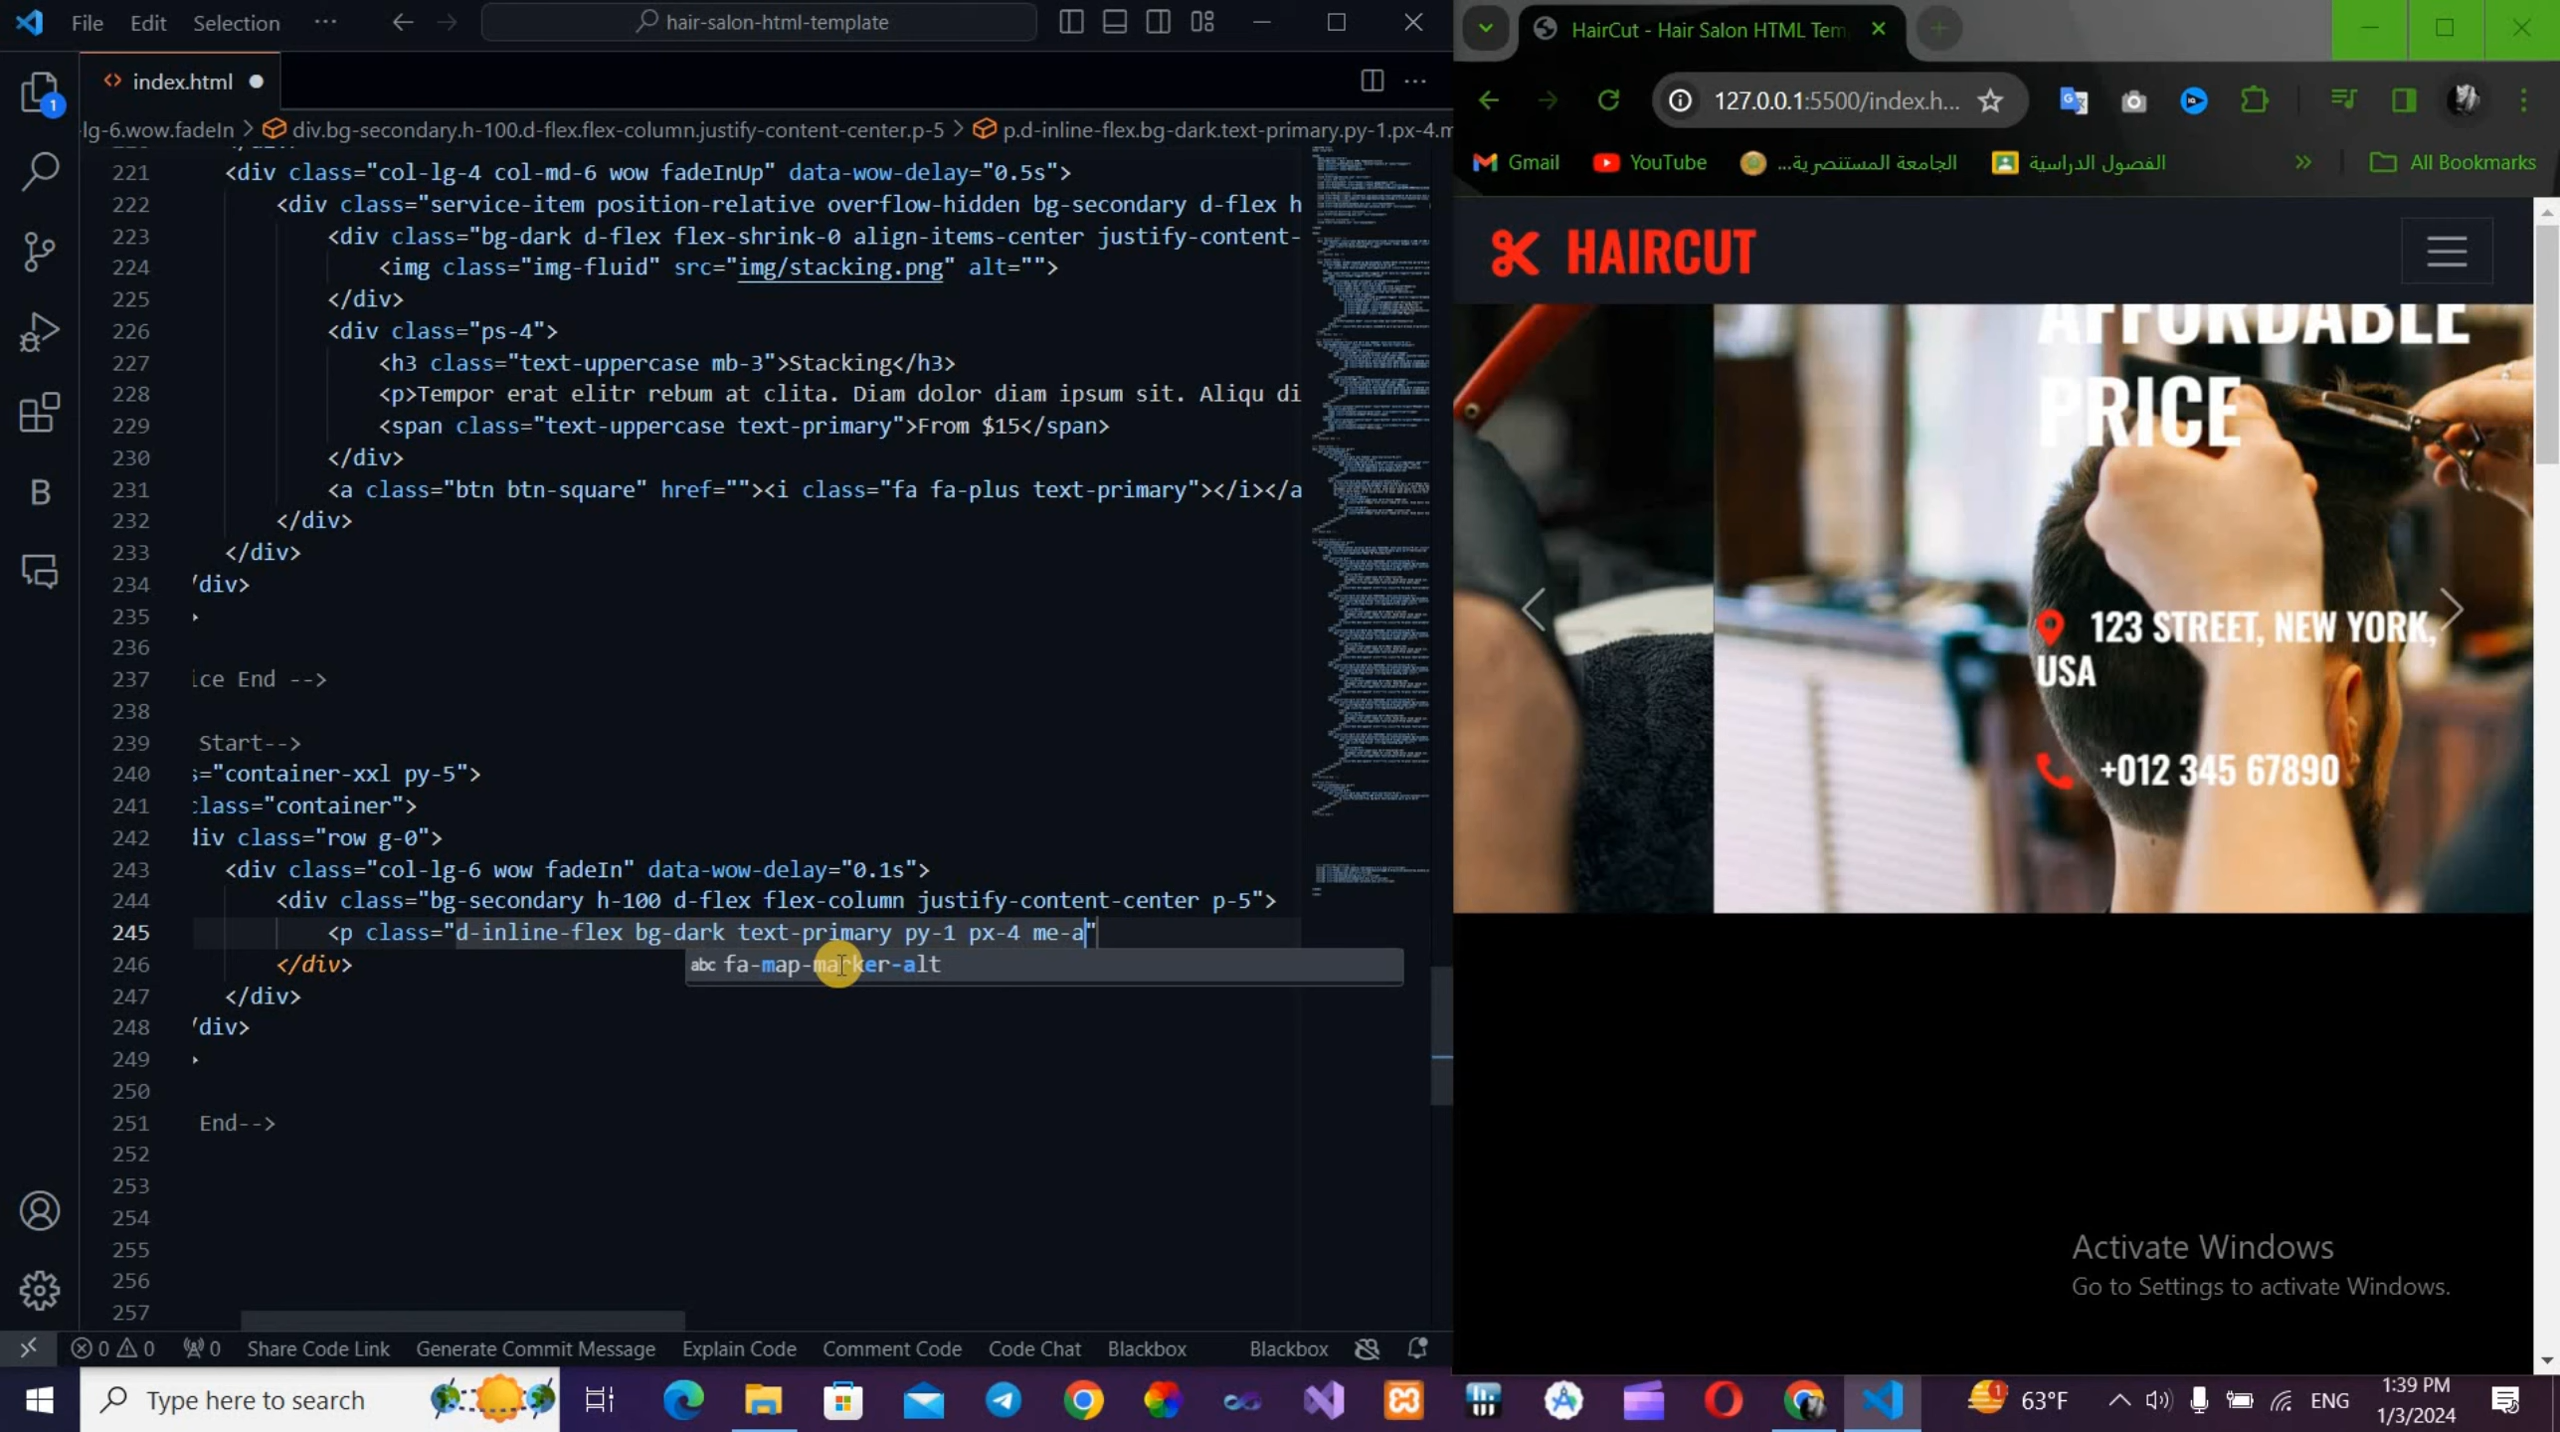 File Edit Selection ··· hair-salon-html-template
index.html
-lg-6.wow.fadeIn > div.bg-secondary.h-100.d-flex.flex-column.justify-content-center.p-5 > p.d-inline-flex.bg-dark.text-primary.py-1.px-4.m
221 <div class="col-lg-4 col-md-6 wow fadeInUp" data-wow-delay="0.5s">
222 <div class="service-item position-relative overflow-hidden bg-secondary d-flex h
223 <div class="bg-dark d-flex flex-shrink-0 align-items-center justify-content-
224 <img class="img-fluid" src="img/stacking.png" alt="">
225 </div>
226 <div class="ps-4">
227 <h3 class="text-uppercase mb-3">Stacking</h3>
228 <p>Tempor erat elitr rebum at clita. Diam dolor diam ipsum sit. Aliqu di
229 <span class="text-uppercase text-primary">From $15</span>
230 </div>
231 <a class="btn btn-square" href=""><i class="fa fa-plus text-primary"></i></a
232 </div>
233 </div>
234 /div>
235 >
236
237 ice End -->
238
239 Start-->
240 s="container-xxl py-5">
241 class="container">
242 div class="row g-0">
243 <div class="col-lg-6 wow fadeIn" data-wow-delay="0.1s">
244 <div class="bg-secondary h-100 d-flex flex-column justify-content-center p-5">
245 <p class="d-inline-flex bg-dark text-primary py-1 px-4 me-a"
246 </div>
abc fa-map-marker-alt
247 </div>
248 /div>
249 >
250
251 End-->
252
253
254
255
256
257
0 0 0 Share Code Link Generate Commit Message Explain Code Comment Code Code Chat Blackbox Blackbox
HairCut - Hair Salon HTML Tem
127.0.0.1:5500/index.h...
Gmail YouTube الجامعة المستنصرية... الفصول الدراسية » All Bookmarks
HAIRCUT
AFFORDABLE
PRICE
123 STREET, NEW YORK,
USA
+012 345 67890
Activate Windows
Go to Settings to activate Windows.
Type here to search
63°F ENG 1:39 PM
1/3/2024